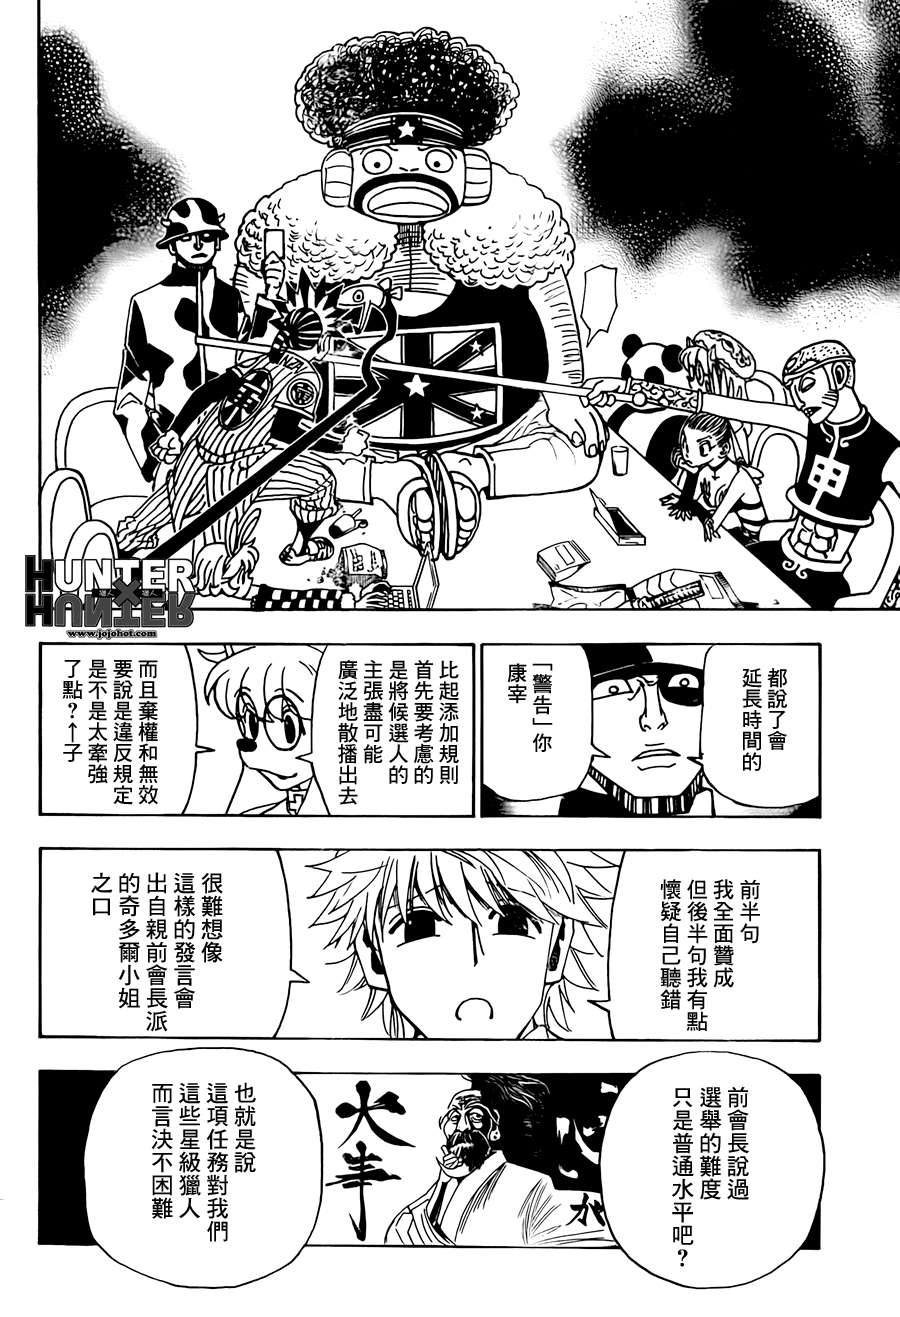 甲
HUNTER
獵人
獵人
HUNTER
www.jojohot.com
都說了會
延長時間的
「警告」你
康宰
比起添加規則
首先要考慮的
是將候選人的
主張盡可能
廣泛地散播出去
而且棄權和無效
要說是違反規定
是不是太牽強
了點?←子
前半句
我全面贊成
但後半句我有點
懷疑自己聽錯
很難想像
這樣的發言會
出自親前會長派
的奇多爾小姐
之口
前會長說過
選舉的難度
只是普通水平吧?
大事
が
也就是說
這項任務對我們
這些星級獵人
而言決不困難